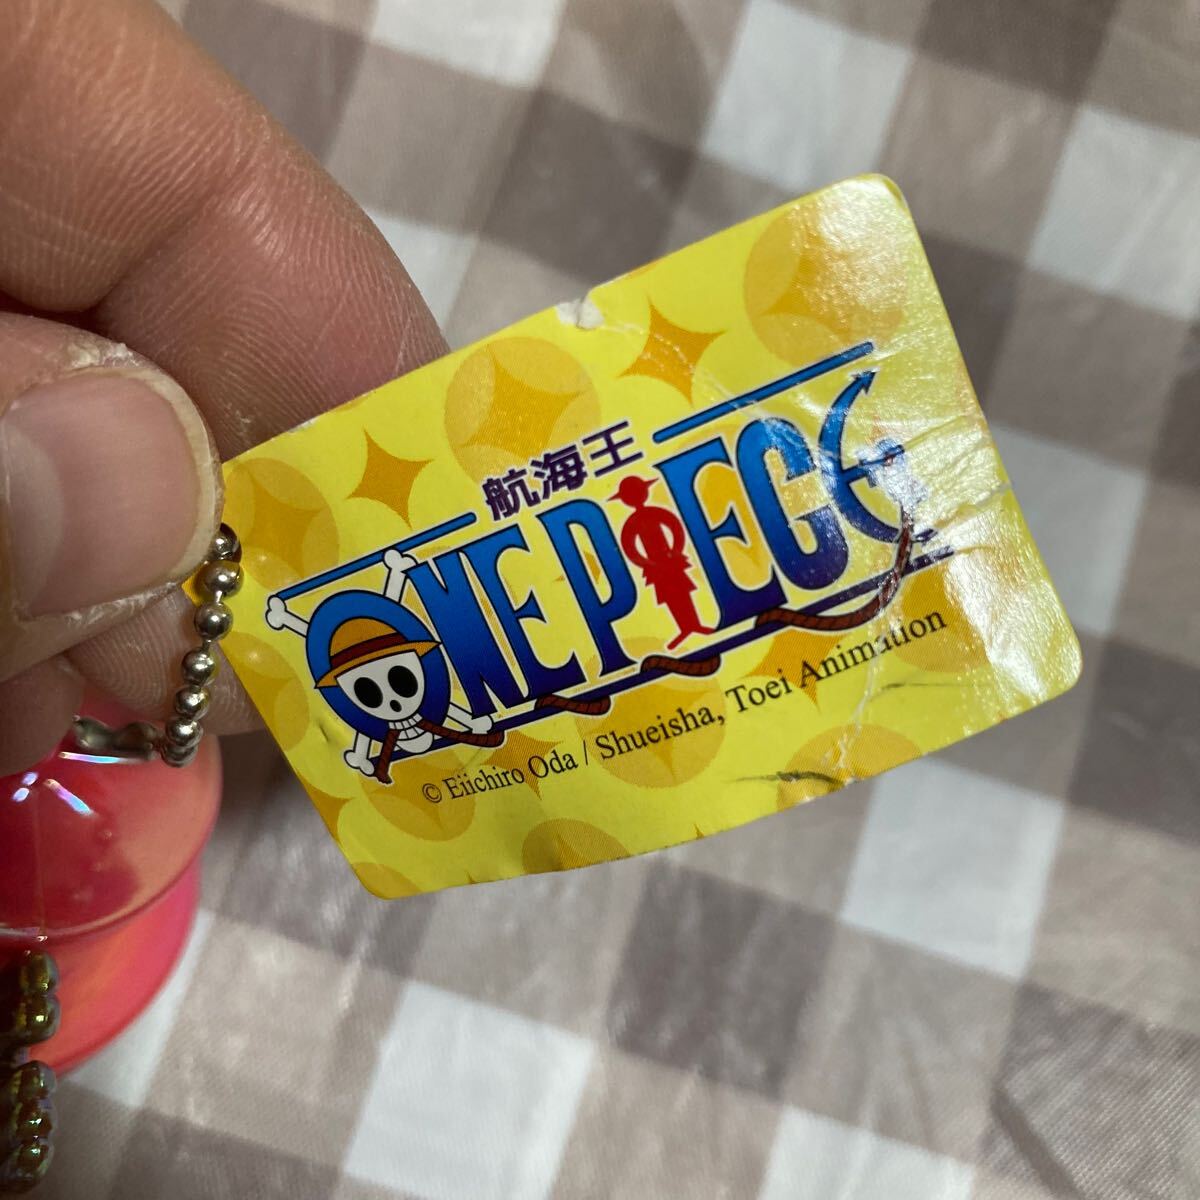 航海王
ONE PIECE
© Eiichiro Oda / Shueisha, Toei Animation